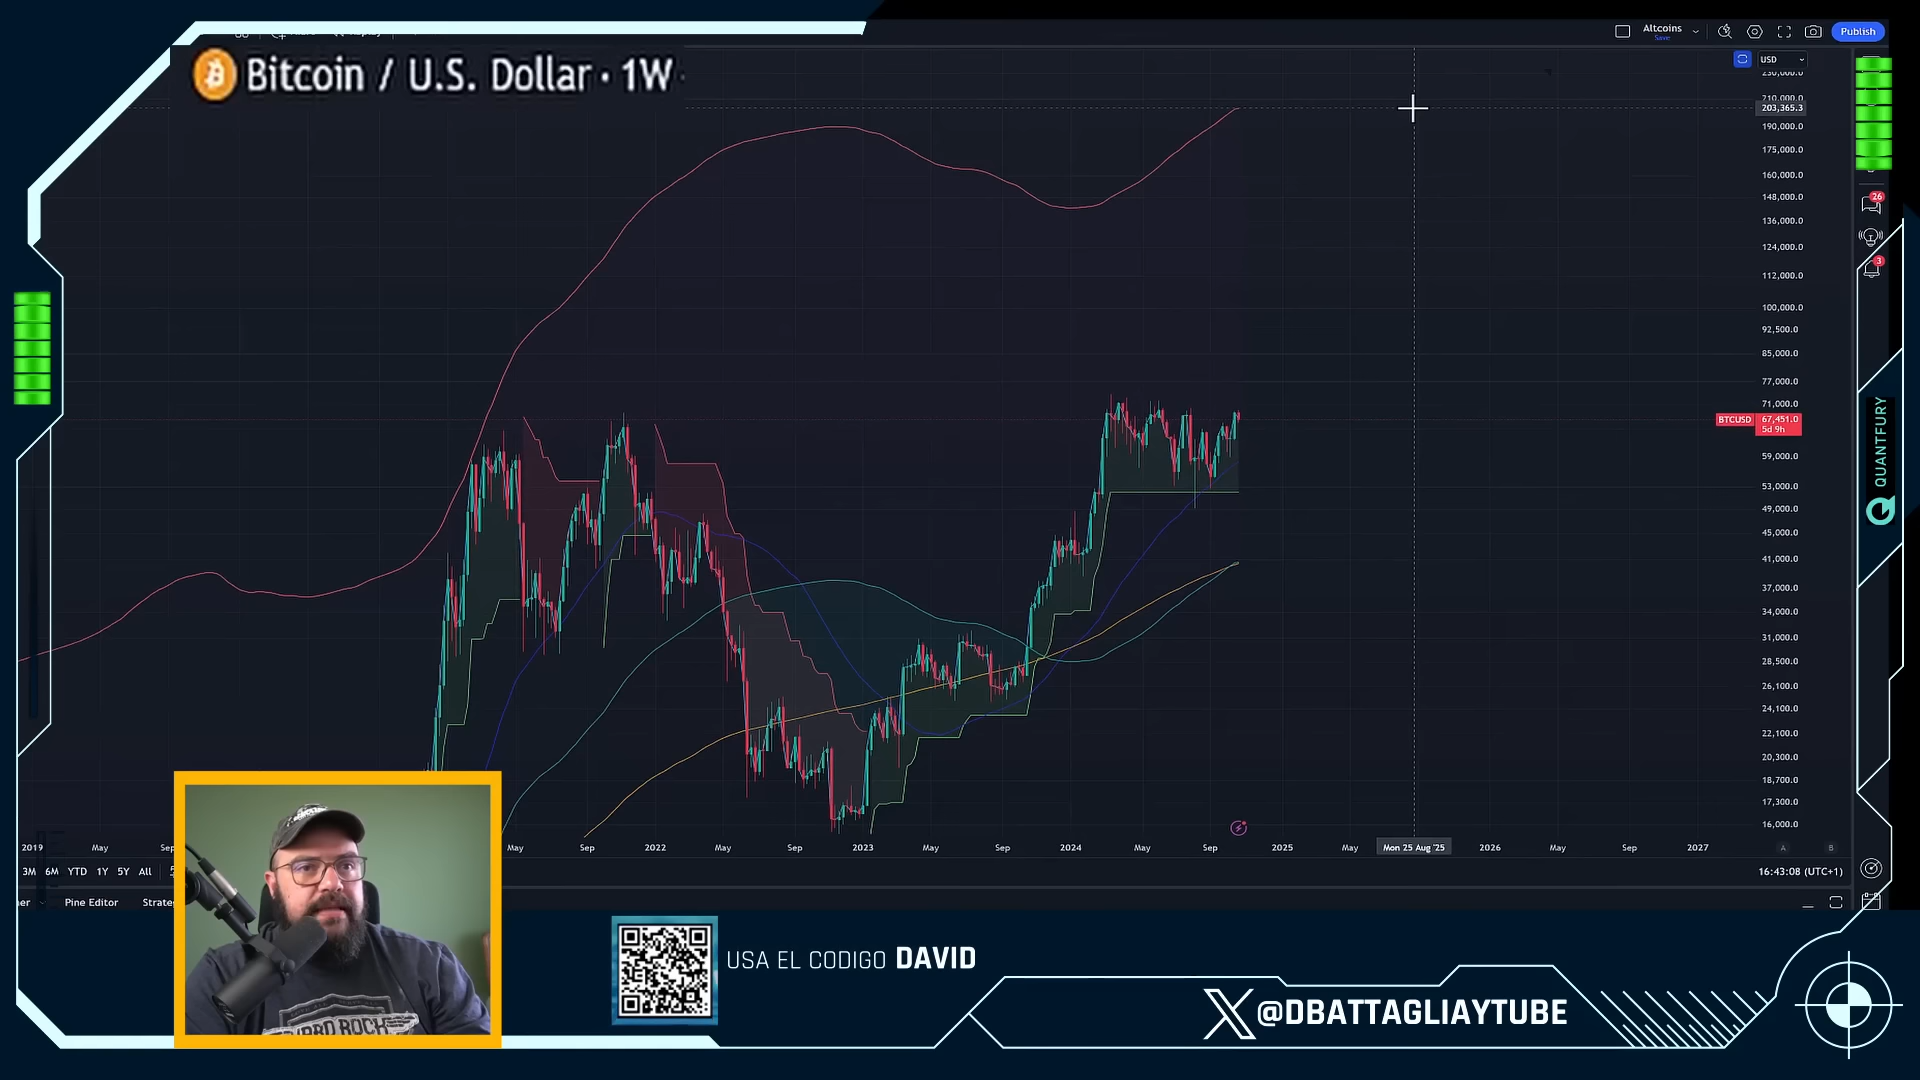 Altcoins
Save
Publish
Bitcoin / U.S. Dollar · 1W
USD
230,000.0
210,000.0
203,365.3
190,000.0
175,000.0
160,000.0
148,000.0
136,000.0
124,000.0
112,000.0
100,000.0
92,500.0
85,000.0
77,000.0
71,000.0
BTCUSD 67,451.0
5d 9h
59,000.0
53,000.0
49,000.0
45,000.0
41,000.0
37,000.0
34,000.0
31,000.0
28,500.0
26,100.0
24,100.0
22,100.0
20,300.0
18,700.0
17,300.0
16,000.0
26
3
QUANTFURY
2019 May Sep May Sep 2022 May Sep 2023 May Sep 2024 May Sep 2025 May Mon 25 Aug '25 2026 May Sep 2027
A B
3M 6M YTD 1Y 5Y All
16:43:08 (UTC+1)
Pine Editor
USA EL CODIGO DAVID
X @DBATTAGLIAYTUBE